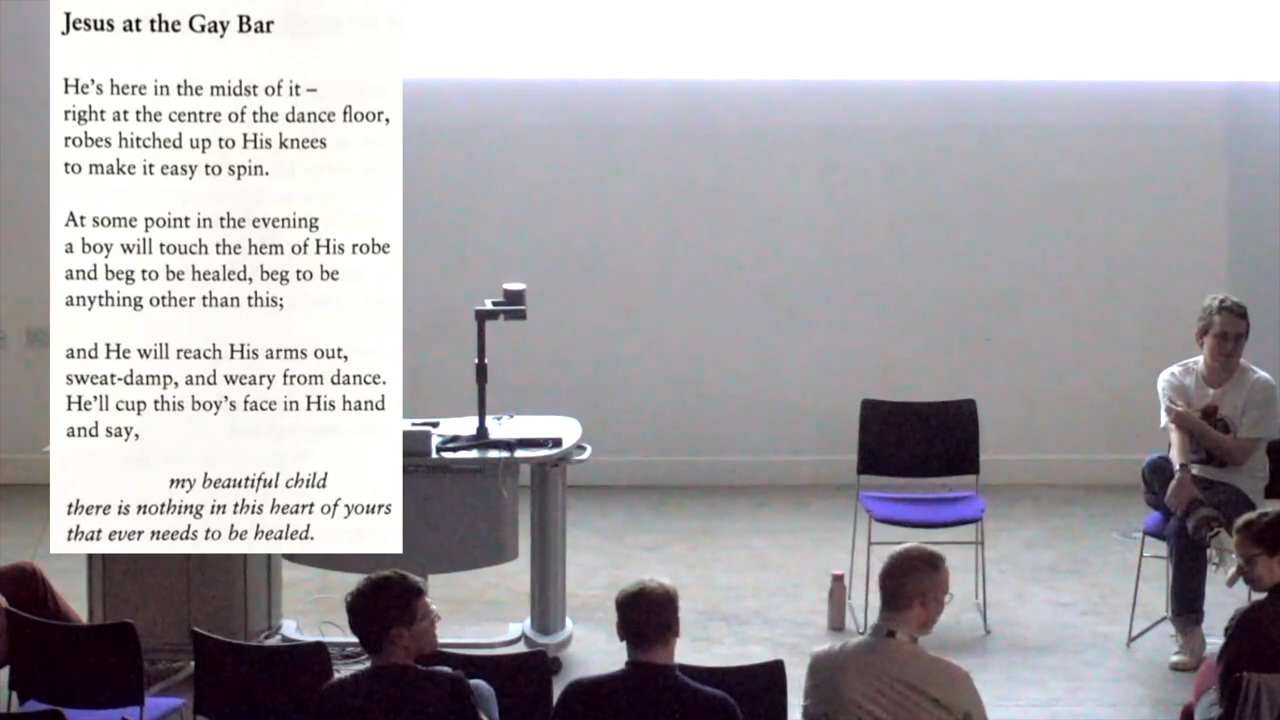 Jesus at the Gay Bar
He's here in the midst of it –
right at the centre of the dance floor,
robes hitched up to His knees
to make it easy to spin.
At some point in the evening
a boy will touch the hem of His robe
and beg to be healed, beg to be
anything other than this;
and He will reach His arms out,
sweat-damp, and weary from dance.
He'll cup this boy's face in His hand
and say,
my beautiful child
there is nothing in this heart of yours
that ever needs to be healed.